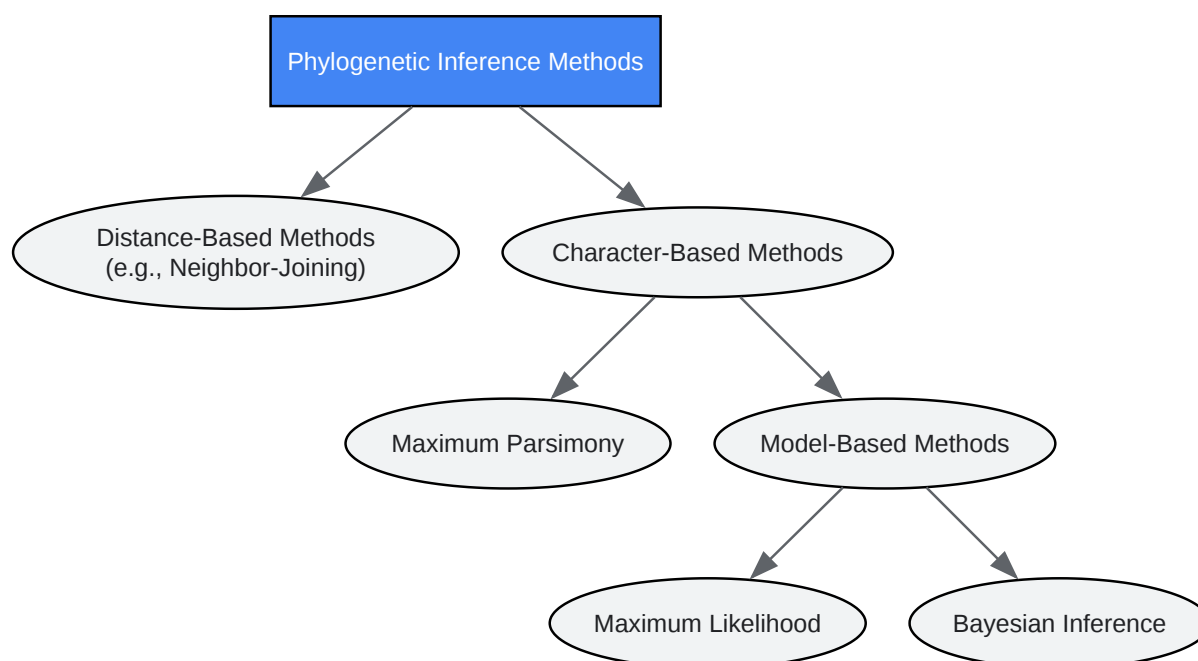 Phylogenetic Inference Methods
Distance-Based Methods
(e.g., Neighbor-Joining)
Character-Based Methods
Maximum Parsimony
Model-Based Methods
Maximum Likelihood
Bayesian Inference